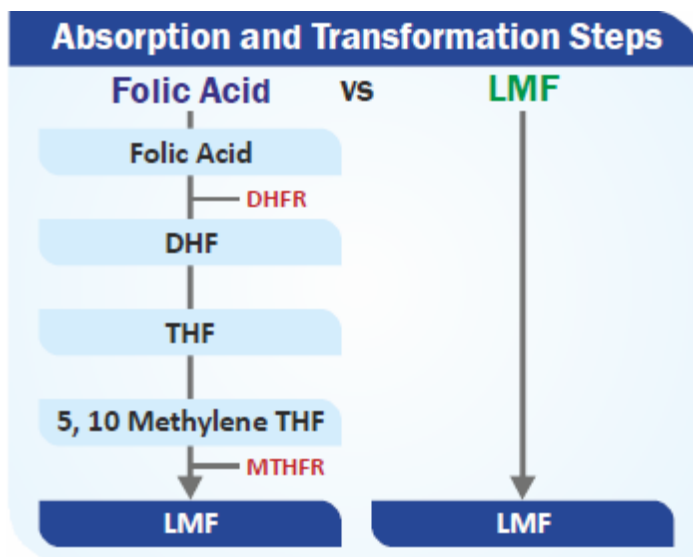 Absorption and Transformation Steps
Folic Acid vs LMF
Folic Acid
DHFR
DHF
THF
5, 10 Methylene THF
MTHFR
LMF LMF